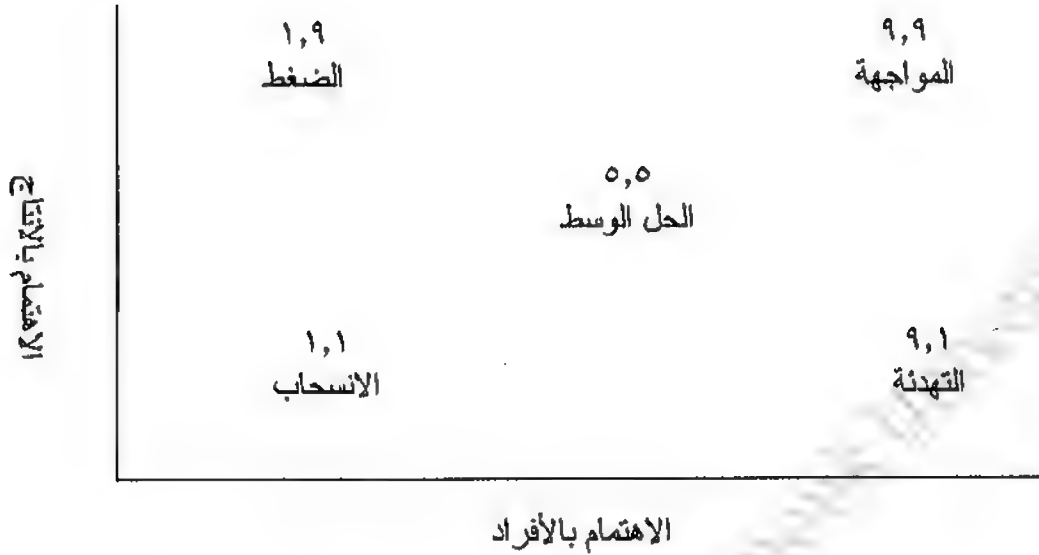 ٩,٩
المواجهة
١,٩
الضغط
٥,٥
الحل الوسط
٩,١
التهدئة
١,١
الانسحاب
الاهتمام بالانتاج
الاهتمام بالأفراد